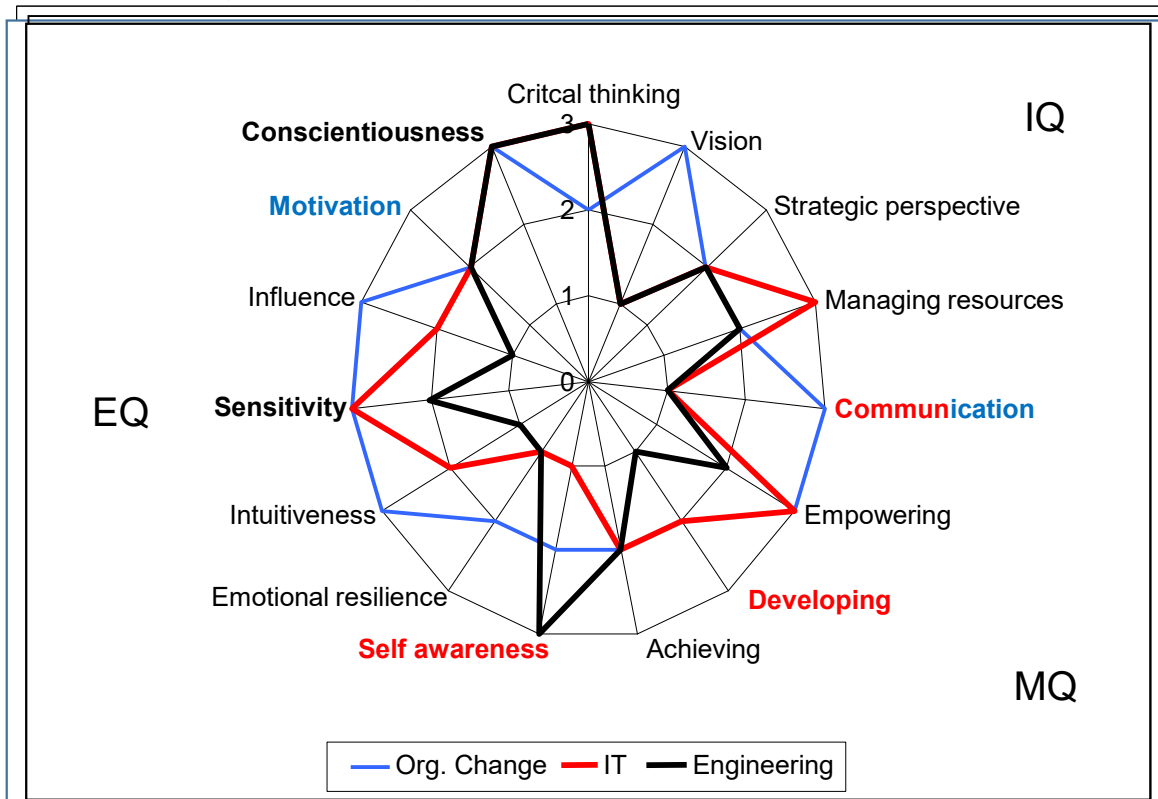 Critcal thinking
IQ
3
Conscientiousness
Vision
Motivation
Strategic perspective
2
Influence
1
Managing resources
0
EQ
Sensitivity
Communication
Intuitiveness
Empowering
Emotional resilience
Developing
Self awareness
Achieving
MQ
Org. Change
IT
Engineering